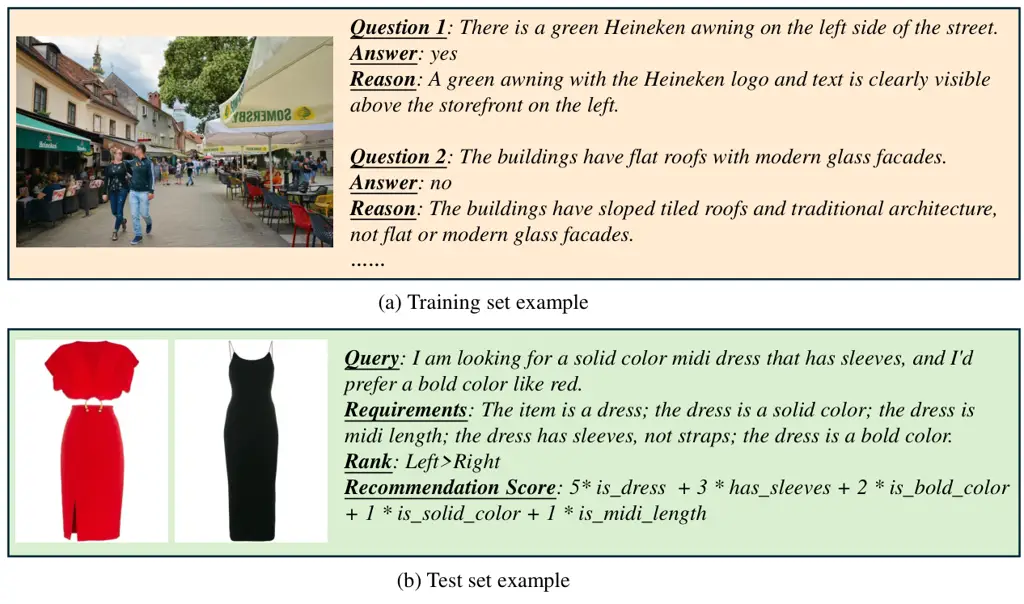 Question 1: There is a green Heineken awning on the left side of the street.
Answer: yes
Reason: A green awning with the Heineken logo and text is clearly visible
above the storefront on the left.
Heineken
SOMERSBY
Question 2: The buildings have flat roofs with modern glass facades.
Answer: no
Reason: The buildings have sloped tiled roofs and traditional architecture,
not flat or modern glass facades.
......
(a) Training set example
Query: I am looking for a solid color midi dress that has sleeves, and I'd
prefer a bold color like red.
Requirements: The item is a dress; the dress is a solid color; the dress is
midi length; the dress has sleeves, not straps; the dress is a bold color.
Rank: Left>Right
Recommendation Score: 5* is_dress + 3 * has_sleeves + 2 * is_bold_color
+ 1 * is_solid_color + 1 * is_midi_length
(b) Test set example